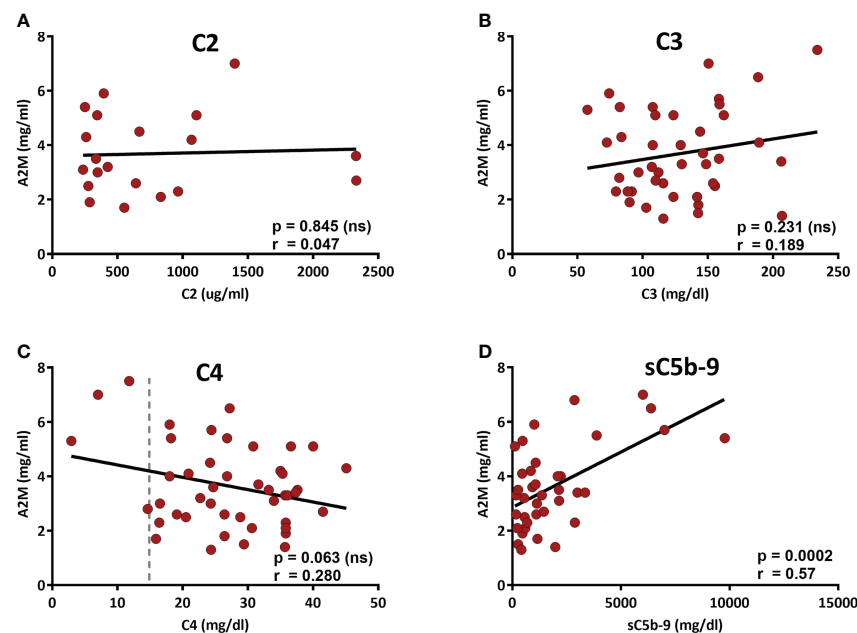 A
C2
8
6
4
2
0
A2M (mg/ml)
p = 0.845 (ns)
r = 0.047
0 500 1000 1500 2000 2500
C2 (ug/ml)
B
C3
8
6
4
2
0
A2M (mg/ml)
p = 0.231 (ns)
r = 0.189
0 50 100 150 200 250
C3 (mg/dl)
C
C4
8
6
4
2
0
A2M (mg/ml)
p = 0.063 (ns)
r = 0.280
0 10 20 30 40 50
C4 (mg/dl)
D
sC5b-9
8
6
4
2
0
A2M (mg/ml)
p = 0.0002
r = 0.57
0 5000 10000 15000
sC5b-9 (mg/dl)